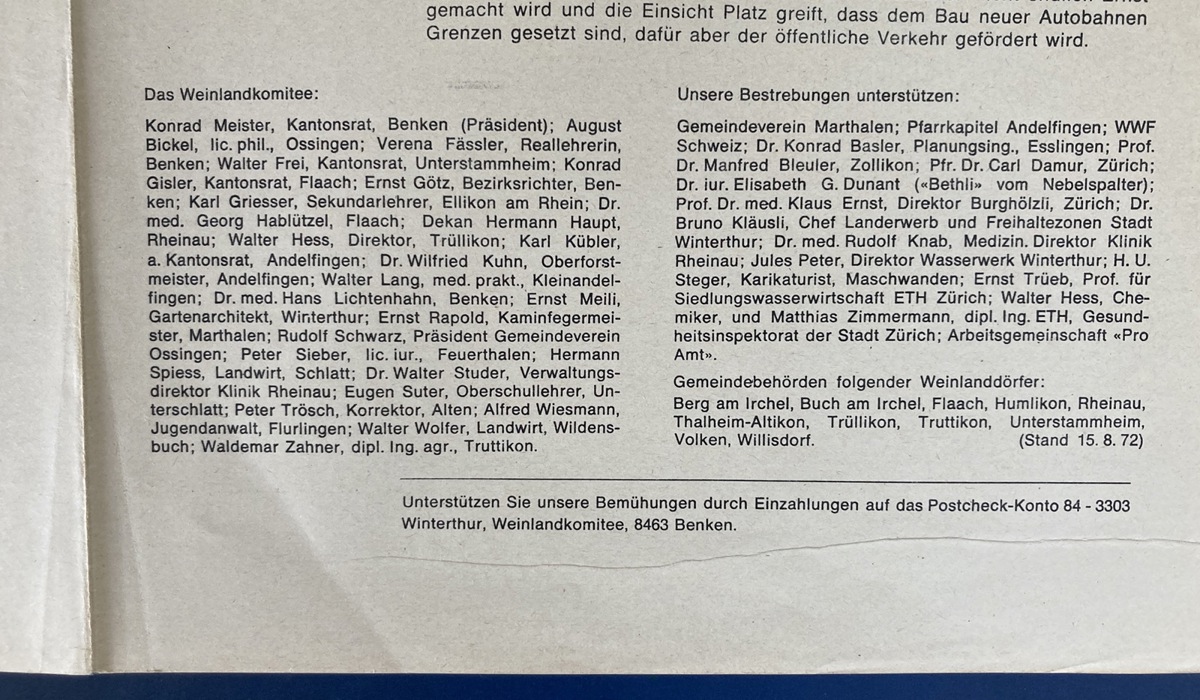 gemacht wird und die Einsicht Platz greift, dass dem Bau neuer Autobahnen
Grenzen gesetzt sind, dafür aber der öffentliche Verkehr gefördert wird.
Das Weinlandkomitee:
Konrad Meister, Kantonsrat, Benken (Präsident); August
Bickel, lic. phil., Ossingen; Verena Fässler, Reallehrerin,
Benken; Walter Frei, Kantonsrat, Unterstammheim; Konrad
Gisler, Kantonsrat, Flaach; Ernst Götz, Bezirksrichter, Ben-
ken; Karl Griesser, Sekundarlehrer, Ellikon am Rhein; Dr.
med. Georg Hablützel, Flaach; Dekan Hermann Haupt,
Rheinau; Walter Hess, Direktor, Trüllikon; Karl Kübler,
a. Kantonsrat, Andelfingen; Dr. Wilfried Kuhn, Oberforst-
meister, Andelfingen; Walter Lang, med. prakt., Kleinandel-
fingen; Dr. med. Hans Lichtenhahn, Benken; Ernst Meili,
Gartenarchitekt, Winterthur; Ernst Rapold, Kaminfegermei-
ster, Marthalen; Rudolf Schwarz, Präsident Gemeindeverein
Ossingen; Peter Sieber, lic. iur., Feuerthalen; Hermann
Spiess, Landwirt, Schlatt; Dr. Walter Studer, Verwaltungs-
direktor Klinik Rheinau; Eugen Suter, Oberschullehrer, Un-
terschlatt; Peter Trösch, Korrektor, Alten; Alfred Wiesmann,
Jugendanwalt, Flurlingen; Walter Wolfer, Landwirt, Wildens-
buch; Waldemar Zahner, dipl. Ing. agr., Truttikon.
Unsere Bestrebungen unterstützen:
Gemeindeverein Marthalen; Pfarrkapitel Andelfingen; WWF
Schweiz; Dr. Konrad Basler, Planungsing., Esslingen; Prof.
Dr. Manfred Bleuler, Zollikon; Pfr. Dr. Carl Damur, Zürich;
Dr. iur. Elisabeth G. Dunant («Bethli» vom Nebelspalter);
Prof. Dr. med. Klaus Ernst, Direktor Burghölzli, Zürich; Dr.
Bruno Kläusli, Chef Landerwerb und Freihaltezonen Stadt
Winterthur; Dr. med. Rudolf Knab, Medizin. Direktor Klinik
Rheinau; Jules Peter, Direktor Wasserwerk Winterthur; H. U.
Steger, Karikaturist, Maschwanden; Ernst Trüeb, Prof. für
Siedlungswasserwirtschaft ETH Zürich; Walter Hess, Che-
miker, und Matthias Zimmermann, dipl. Ing. ETH, Gesund-
heitsinspektorat der Stadt Zürich; Arbeitsgemeinschaft «Pro
Amt».
Gemeindebehörden folgender Weinlanddörfer:
Berg am Irchel, Buch am Irchel, Flaach, Humlikon, Rheinau,
Thalheim-Altikon, Trüllikon, Truttikon, Unterstammheim,
Volken, Willisdorf. (Stand 15. 8. 72)
Unterstützen Sie unsere Bemühungen durch Einzahlungen auf das Postcheck-Konto 84 - 3303
Winterthur, Weinlandkomitee, 8463 Benken.